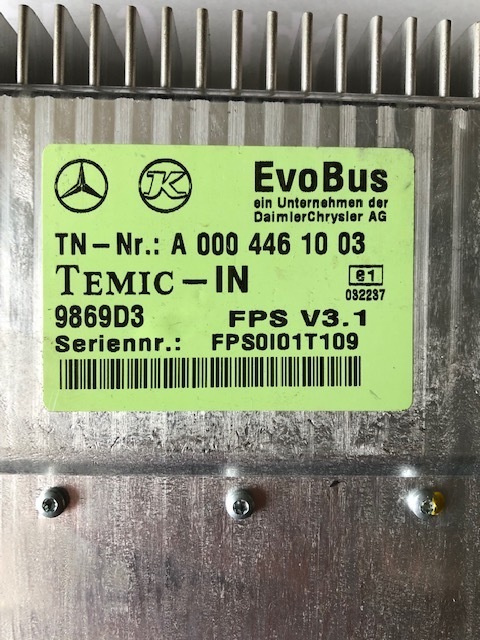 K
EvoBus
ein Unternehmen der
DaimlerChrysler AG
TN-Nr.: A 000 446 10 03
TEMIC-IN
e1
032237
9869D3 FPS V3.1
Seriennr.: FPS0I01T109